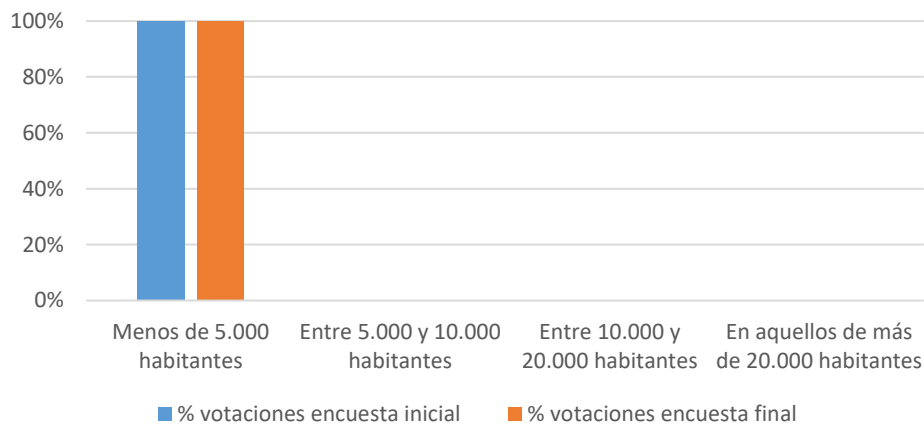 100%
80%
60%
40%
20%
0%
Menos de 5.000
habitantes
Entre 5.000 y 10.000
habitantes
Entre 10.000 y
20.000 habitantes
En aquellos de más
de 20.000 habitantes
% votaciones encuesta inicial
% votaciones encuesta final